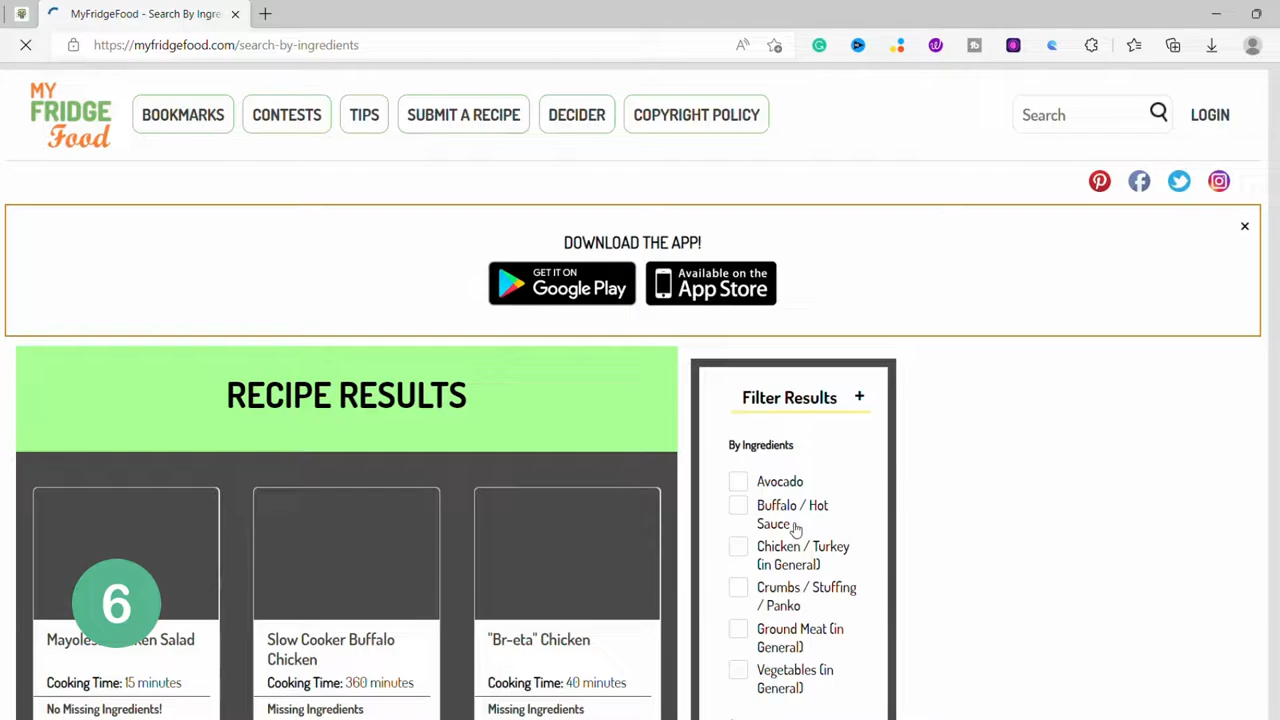 MyFridgeFood - Search By Ingre
https://myfridgefood.com/search-by-ingredients
MY
FRIDGE
Food
BOOKMARKS
CONTESTS
TIPS
SUBMIT A RECIPE
DECIDER
COPYRIGHT POLICY
Search
LOGIN
DOWNLOAD THE APP!
GET IT ON
Google Play
Available on the
App Store
RECIPE RESULTS
Filter Results +
By Ingredients
Avocado
Buffalo / Hot
Sauce
Chicken / Turkey
(in General)
Crumbs / Stuffing
/ Panko
Ground Meat (in
General)
Vegetables (in
General)
6
Salad
Cooking Time: 15 minutes
No Missing Ingredients!
Slow Cooker Buffalo
Chicken
Cooking Time: 360 minutes
Missing Ingredients
"Br-eta" Chicken
Cooking Time: 40 minutes
Missing Ingredients